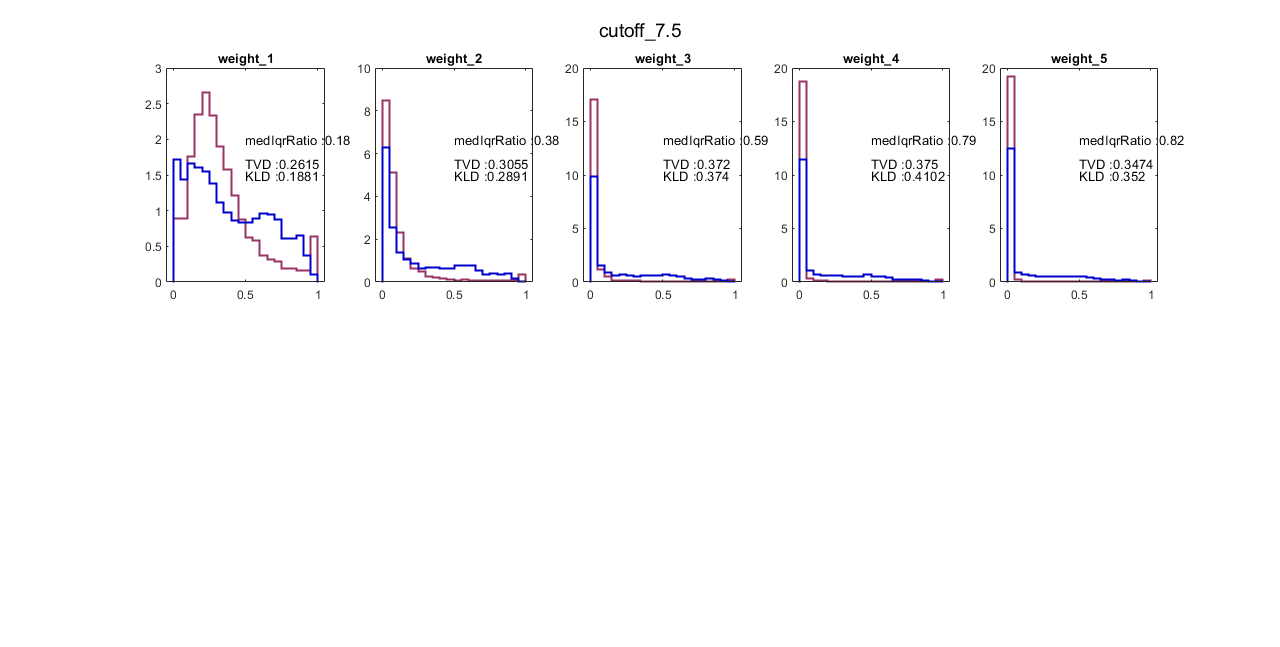 cutoff_7.5
weight_1
3
2.5
2
1.5
1
0.5
0
0
0.5
1
medIqrRatio :0.18
TVD :0.2615
KLD :0.1881
weight_2
10
8
6
4
2
0
0
0.5
1
medIqrRatio :0.38
TVD :0.3055
KLD :0.2891
weight_3
20
15
10
5
0
0
0.5
1
medIqrRatio :0.59
TVD :0.372
KLD :0.374
weight_4
20
15
10
5
0
0
0.5
1
medIqrRatio :0.79
TVD :0.375
KLD :0.4102
weight_5
20
15
10
5
0
0
0.5
1
medIqrRatio :0.82
TVD :0.3474
KLD :0.352